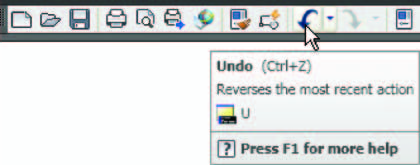 Undo (Ctrl+Z)
Reverses the most recent action
U
? Press F1 for more help